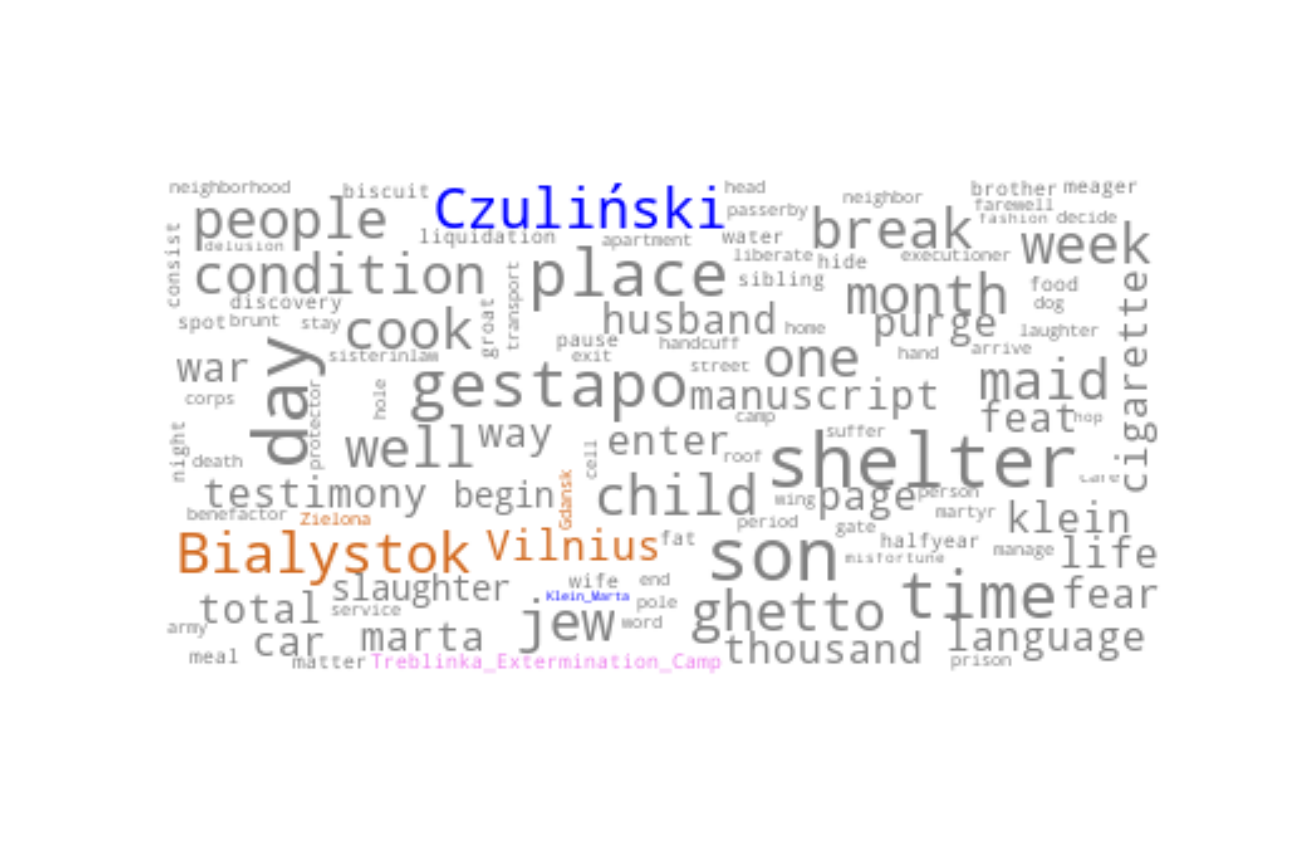 neighborhood biscuit Czuliński head neighbor brother meager
people passerby break farewell
fashion decide
consist delusion liquidation apartment water week
condition place liberate hide executioner
discovery transport sibling month food
groat dog
spot brunt stay cook husband home purge laughter cigarette
war sisterinlaw pause handcuff one hand arrive
exit street
day gestapo manuscript maid
corps protector hole camp feat hop
night well way enter suffer
death cell roof shelter
testimony begin Gdansk child wing page person
care
benefactor Zielona period gate martyr klein
Bialystok Vilnius fat son halfyear manage life
misfortune
slaughter wife end time fear
total service Klein_Marta pole ghetto
army car marta jew word language
meal matter Treblinka_Extermination_Camp thousand prison